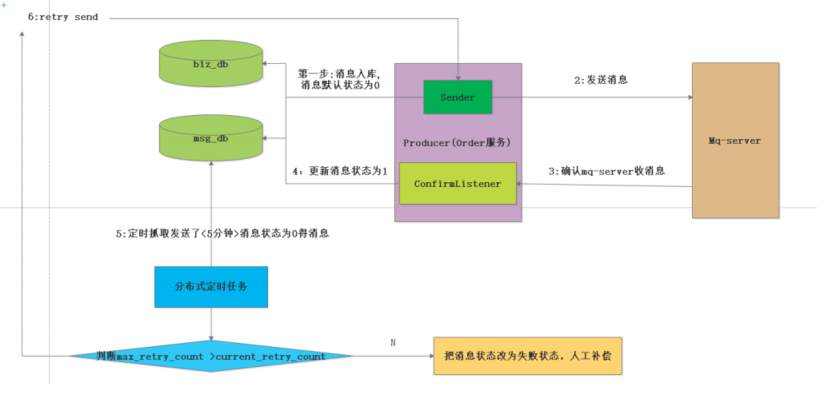 6:retry send
biz_db
第一步:消息入库,
消息默认状态为0
Sender
2:发送消息
msg_db
Producer(Order服务)
Mq-server
4：更新消息状态为1
ConfirmListener
3:确认mq-server收消息
5:定时抓取发送了<5分钟>消息状态为0得消息
分布式定时任务
判断max_retry_count >current_retry_count
N
把消息状态改为失败状态，人工补偿